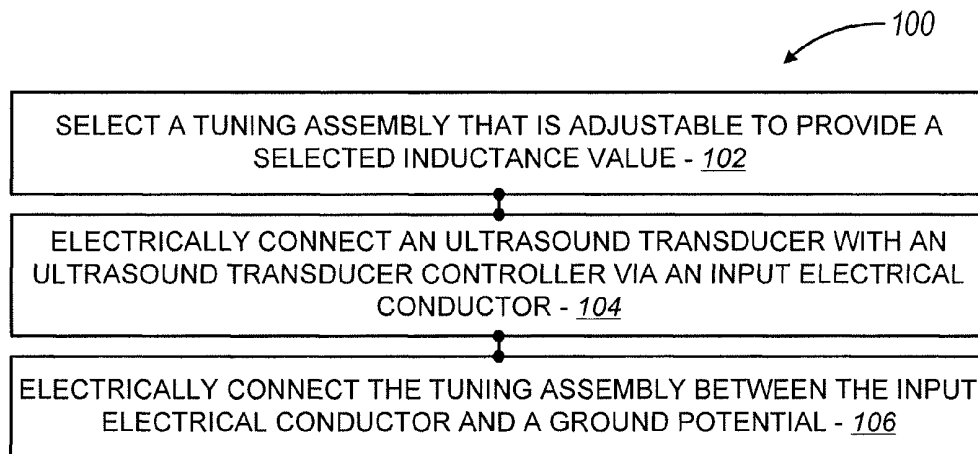 100
SELECT A TUNING ASSEMBLY THAT IS ADJUSTABLE TO PROVIDE A
SELECTED INDUCTANCE VALUE - 102
ELECTRICALLY CONNECT AN ULTRASOUND TRANSDUCER WITH AN
ULTRASOUND TRANSDUCER CONTROLLER VIA AN INPUT ELECTRICAL
CONDUCTOR - 104
ELECTRICALLY CONNECT THE TUNING ASSEMBLY BETWEEN THE INPUT
ELECTRICAL CONDUCTOR AND A GROUND POTENTIAL - 106